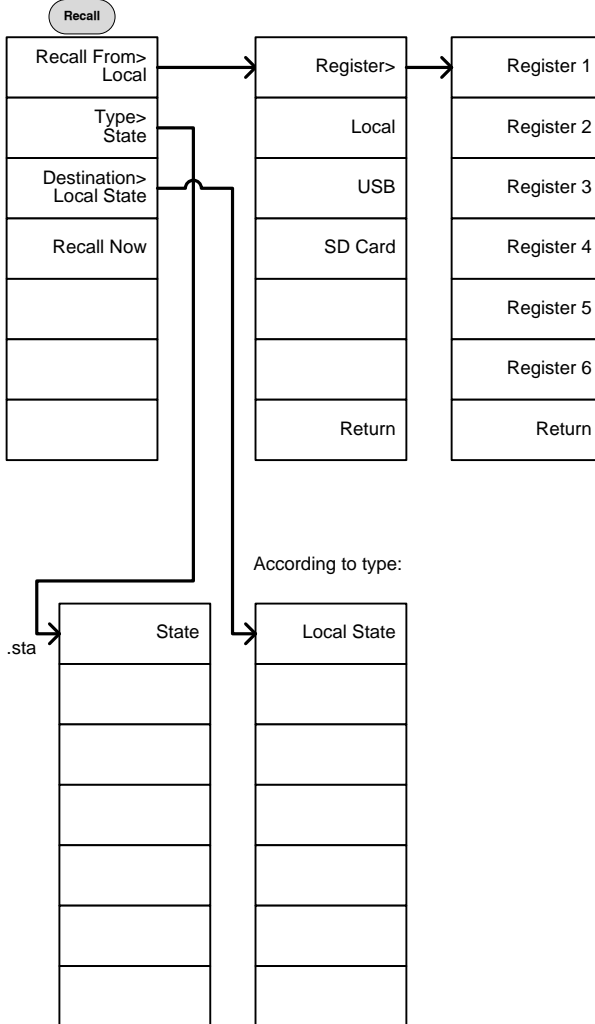 Recall
Recall From>
Local
Type>
State
Destination>
Local State
Recall Now
Register>
Local
USB
SD Card
Return
Register 1
Register 2
Register 3
Register 4
Register 5
Register 6
Return
According to type:
.sta
State
Local State